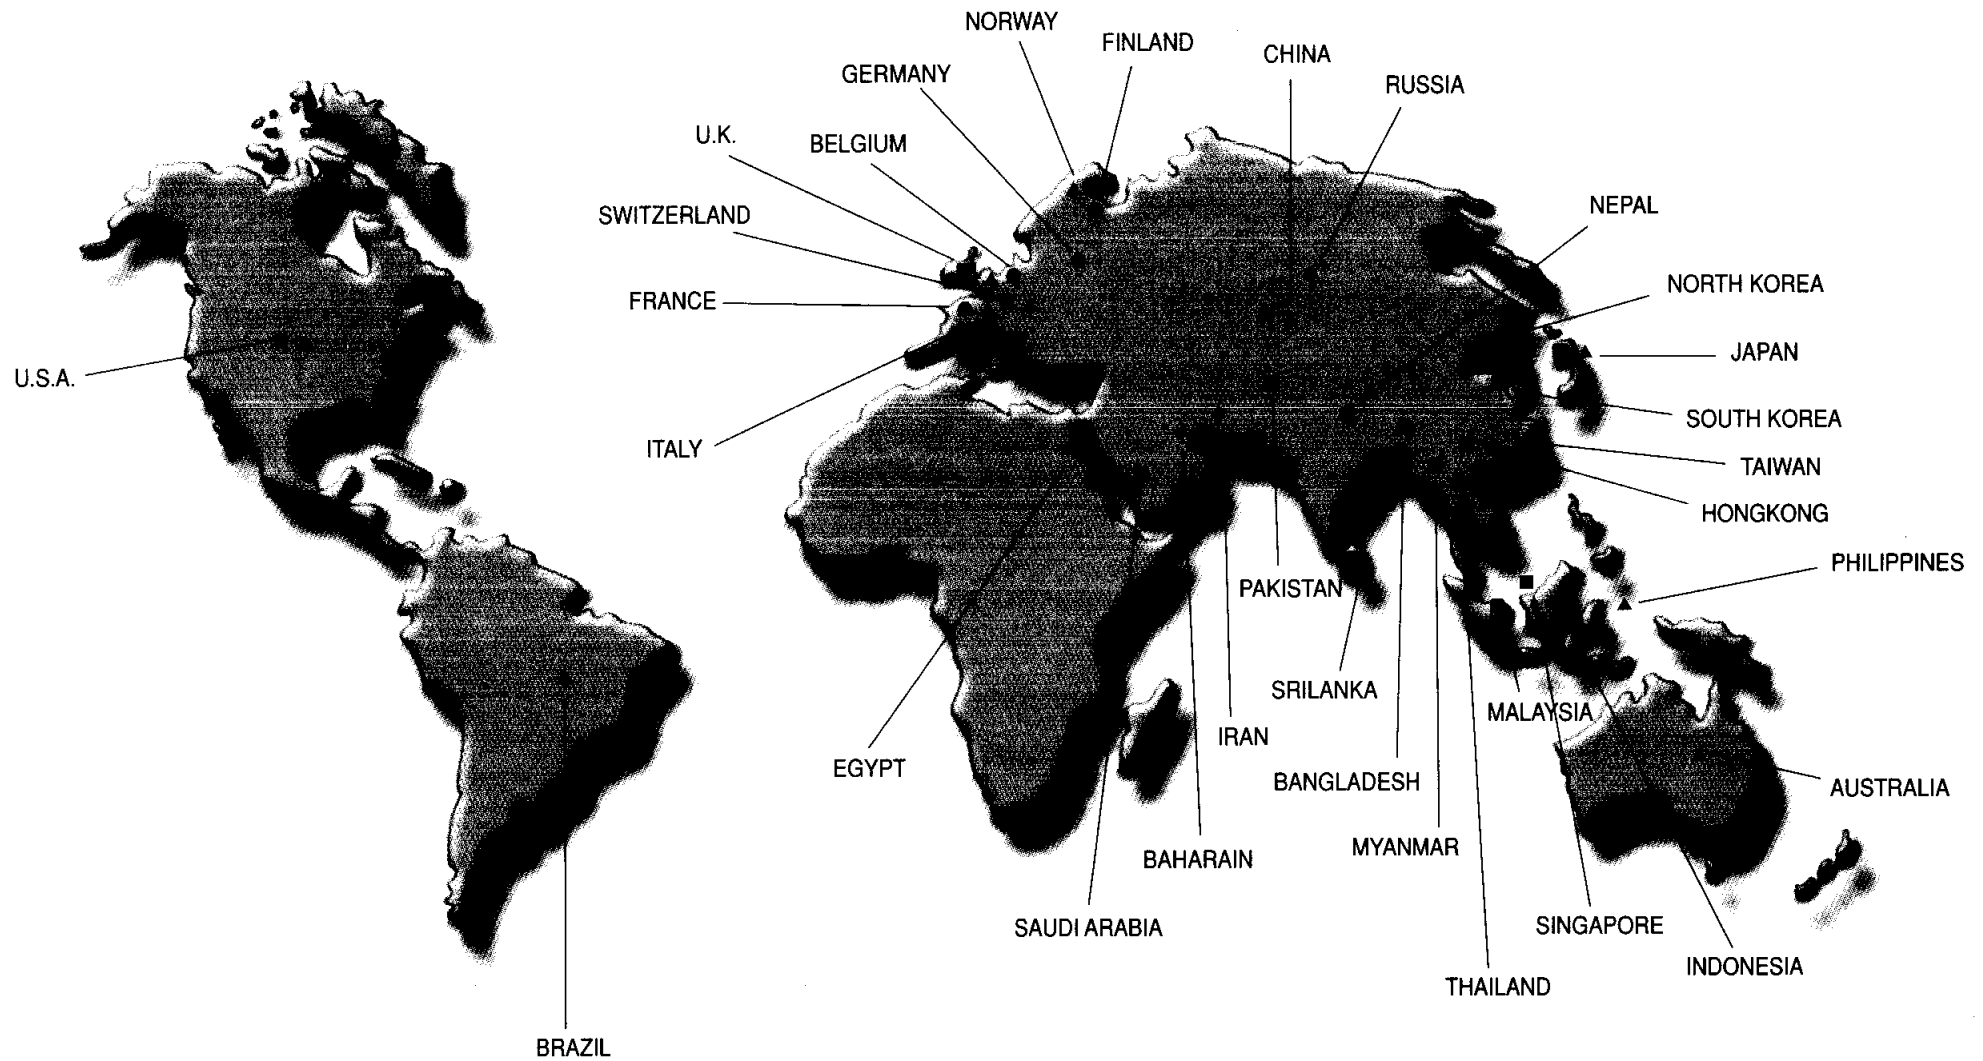 NORWAY
FINLAND
CHINA
GERMANY
RUSSIA
U.K.
BELGIUM
NEPAL
SWITZERLAND
NORTH KOREA
FRANCE
JAPAN
U.S.A.
SOUTH KOREA
ITALY
TAIWAN
HONGKONG
PHILIPPINES
PAKISTAN
SRILANKA
MALAYSIA
IRAN
EGYPT
BANGLADESH
AUSTRALIA
MYANMAR
BAHARAIN
SAUDI ARABIA
SINGAPORE
INDONESIA
THAILAND
BRAZIL